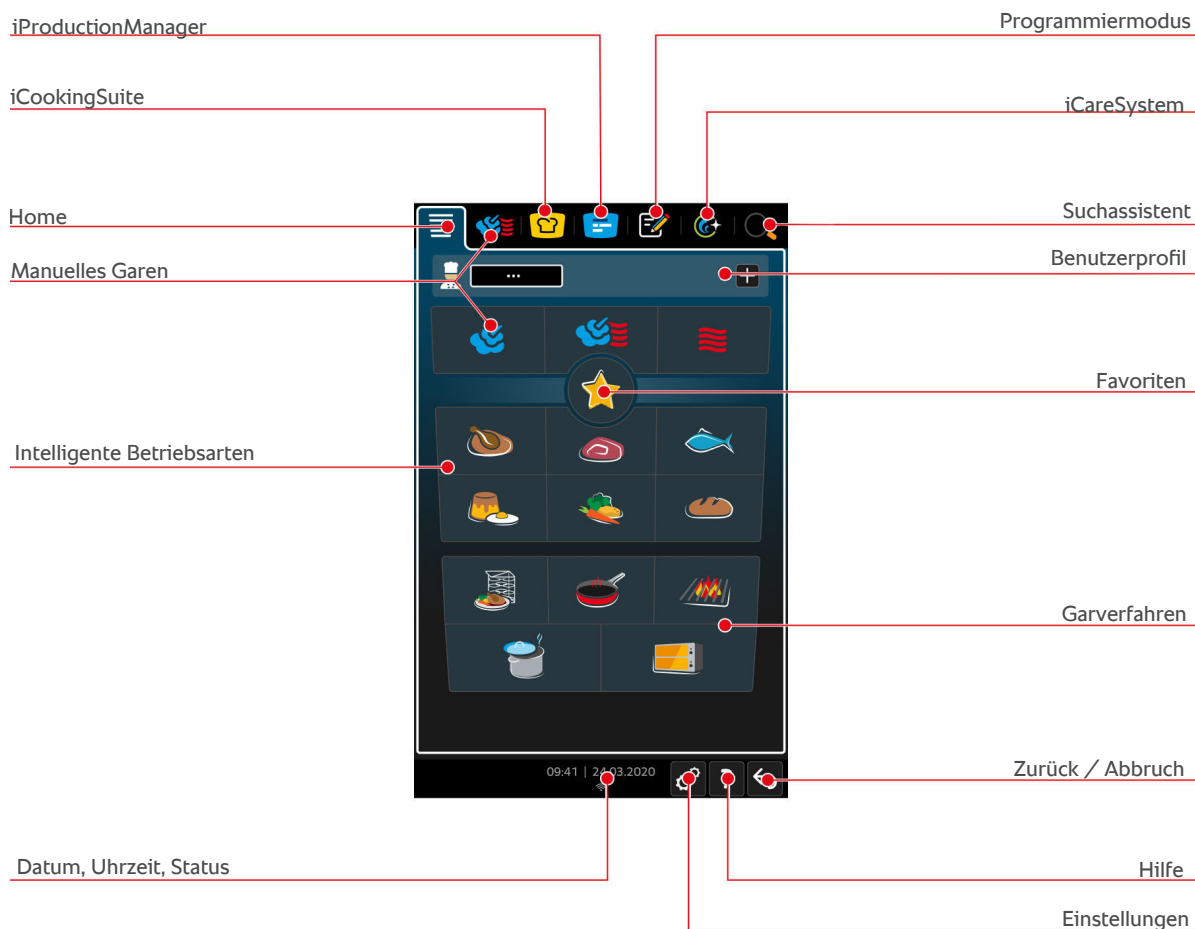 iProductionManager
Programmiermodus
iCookingSuite
iCareSystem
Home
Suchassistent
Manuelles Garen
Benutzerprofil
...
Favoriten
Intelligente Betriebsarten
Garverfahren
Zurück / Abbruch
09:41 | 24.03.2020
Datum, Uhrzeit, Status
Hilfe
Einstellungen